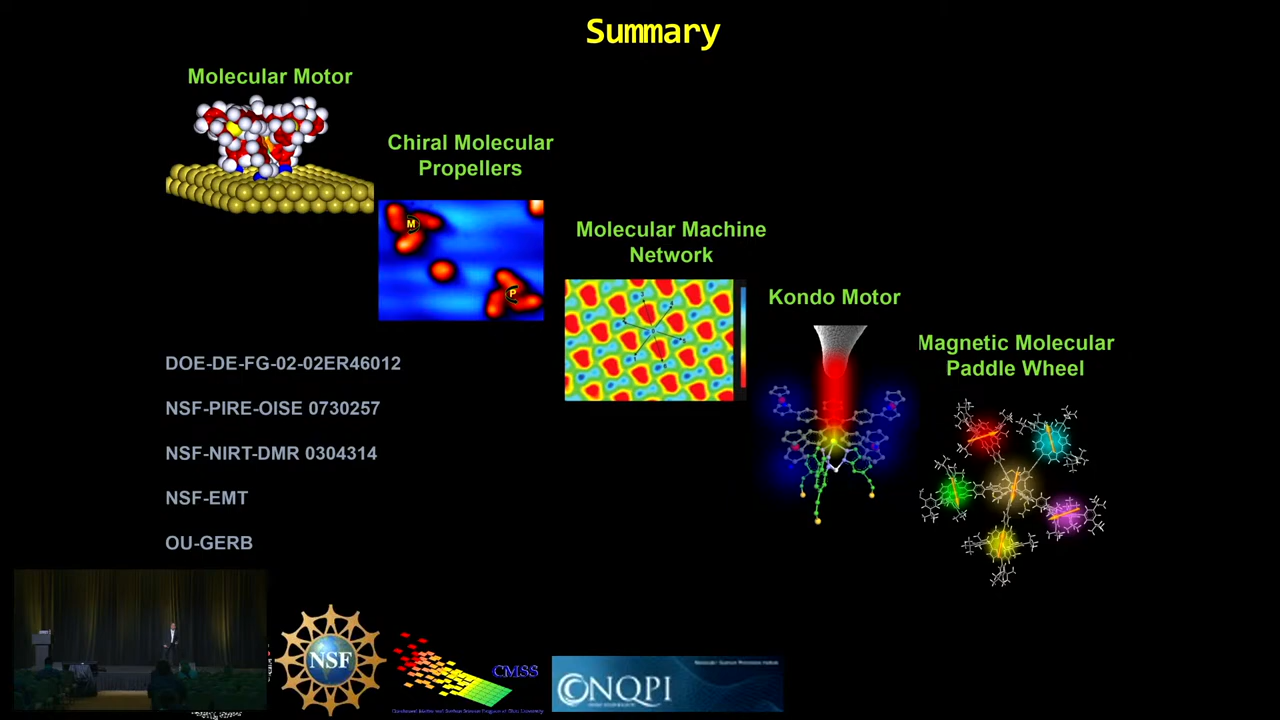 Summary
Molecular Motor
Chiral Molecular
Propellers
M
P
Molecular Machine
Network
Kondo Motor
Magnetic Molecular
Paddle Wheel
DOE-DE-FG-02-02ER46012
NSF-PIRE-OISE 0730257
NSF-NIRT-DMR 0304314
NSF-EMT
OU-GERB
NSF
CMSS
NQPI